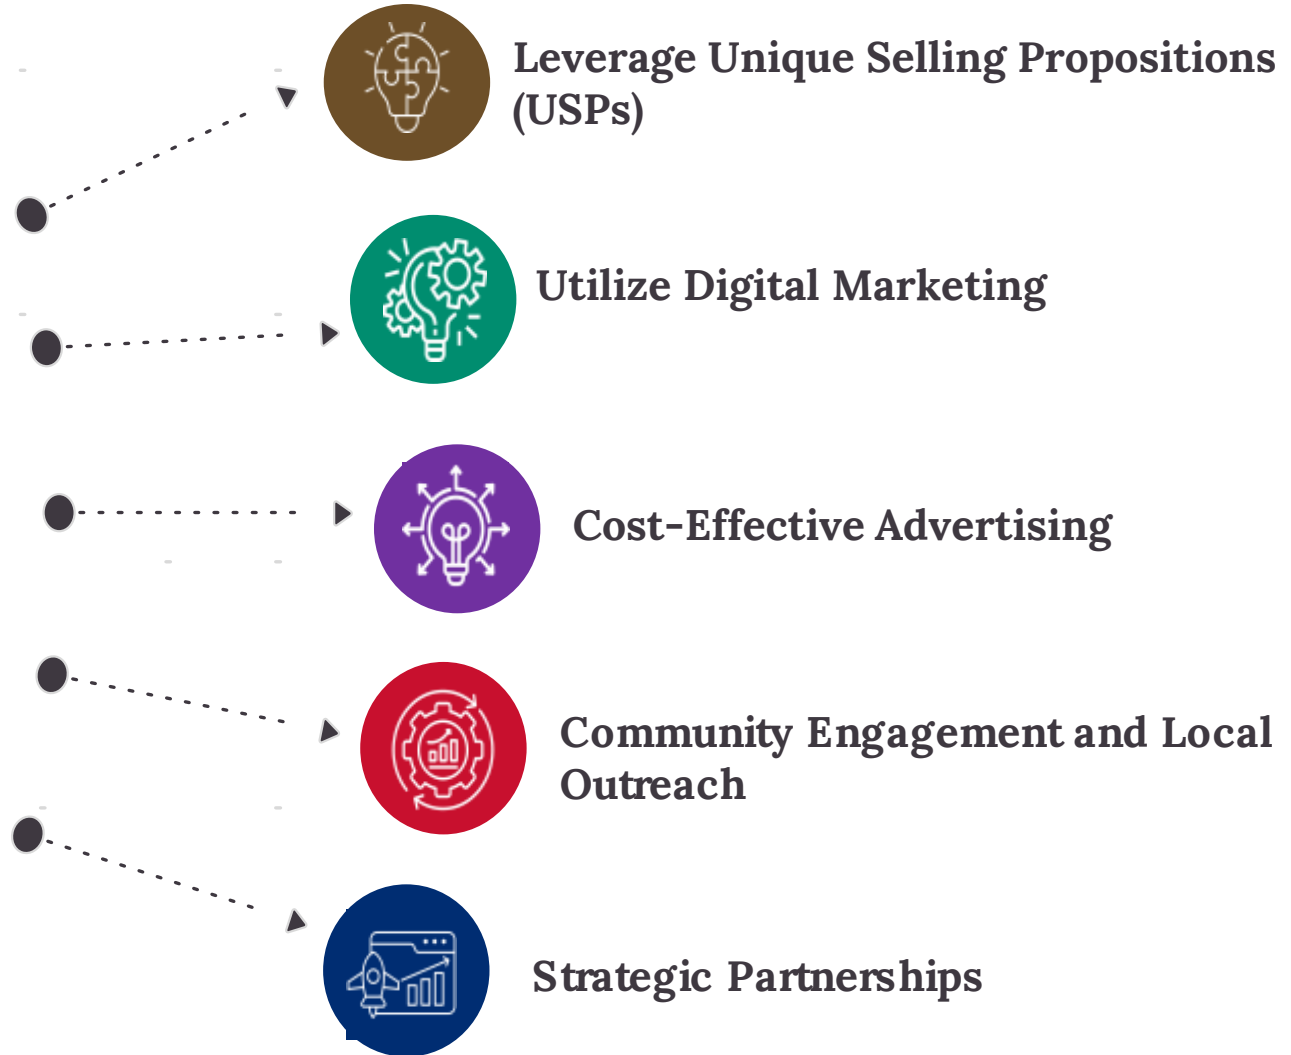 Leverage Unique Selling Propositions
(USPs)
Utilize Digital Marketing
Cost-Effective Advertising
Community Engagement and Local
Outreach
Strategic Partnerships